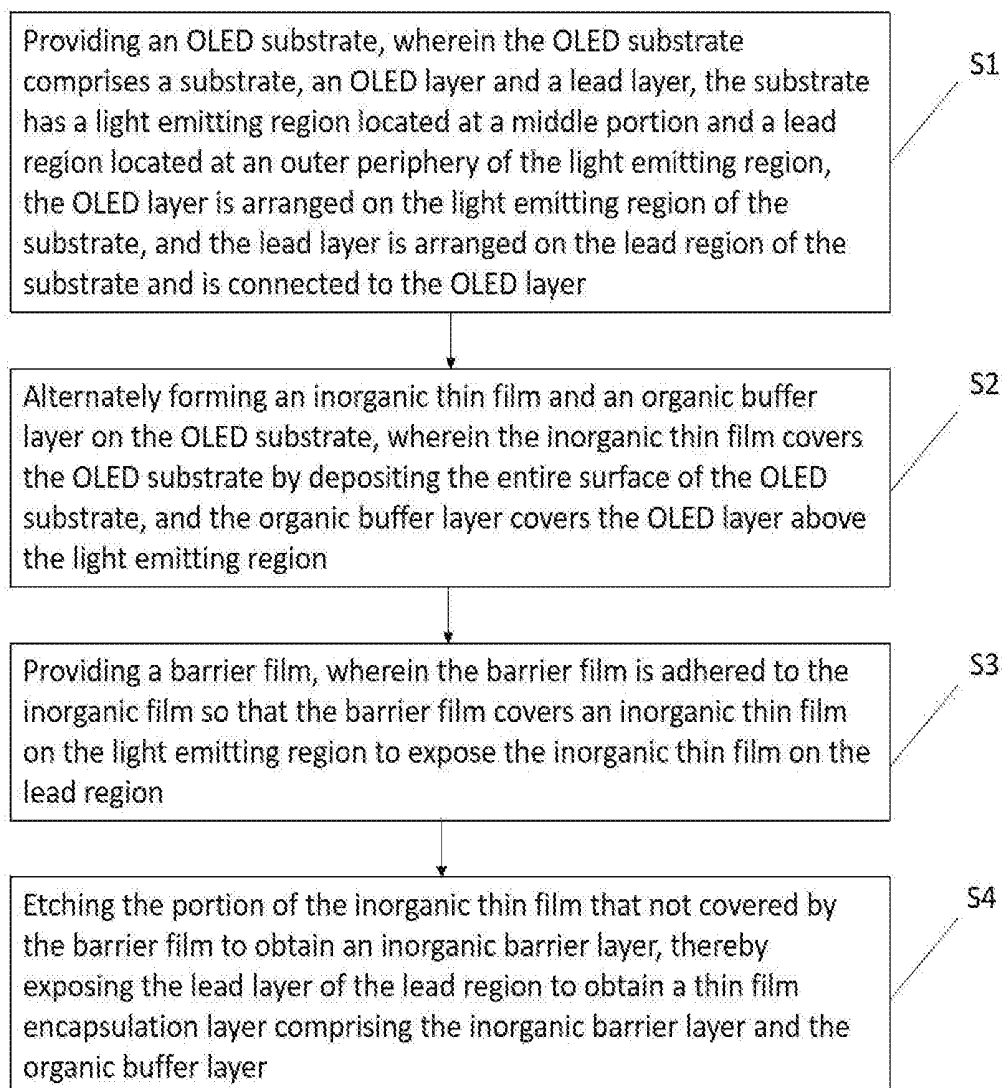 Providing an OLED substrate, wherein the OLED substrate
comprises a substrate, an OLED layer and a lead layer, the substrate
has a light emitting region located at a middle portion and a lead
region located at an outer periphery of the light emitting region,
the OLED layer is arranged on the light emitting region of the
substrate, and the lead layer is arranged on the lead region of the
substrate and is connected to the OLED layer
S1
Alternately forming an inorganic thin film and an organic buffer
layer on the OLED substrate, wherein the inorganic thin film covers
the OLED substrate by depositing the entire surface of the OLED
substrate, and the organic buffer layer covers the OLED layer above
the light emitting region
S2
Providing a barrier film, wherein the barrier film is adhered to the
inorganic film so that the barrier film covers an inorganic thin film
on the light emitting region to expose the inorganic thin film on the
lead region
S3
Etching the portion of the inorganic thin film that not covered by
the barrier film to obtain an inorganic barrier layer, thereby
exposing the lead layer of the lead region to obtain a thin film
encapsulation layer comprising the inorganic barrier layer and the
organic buffer layer
S4